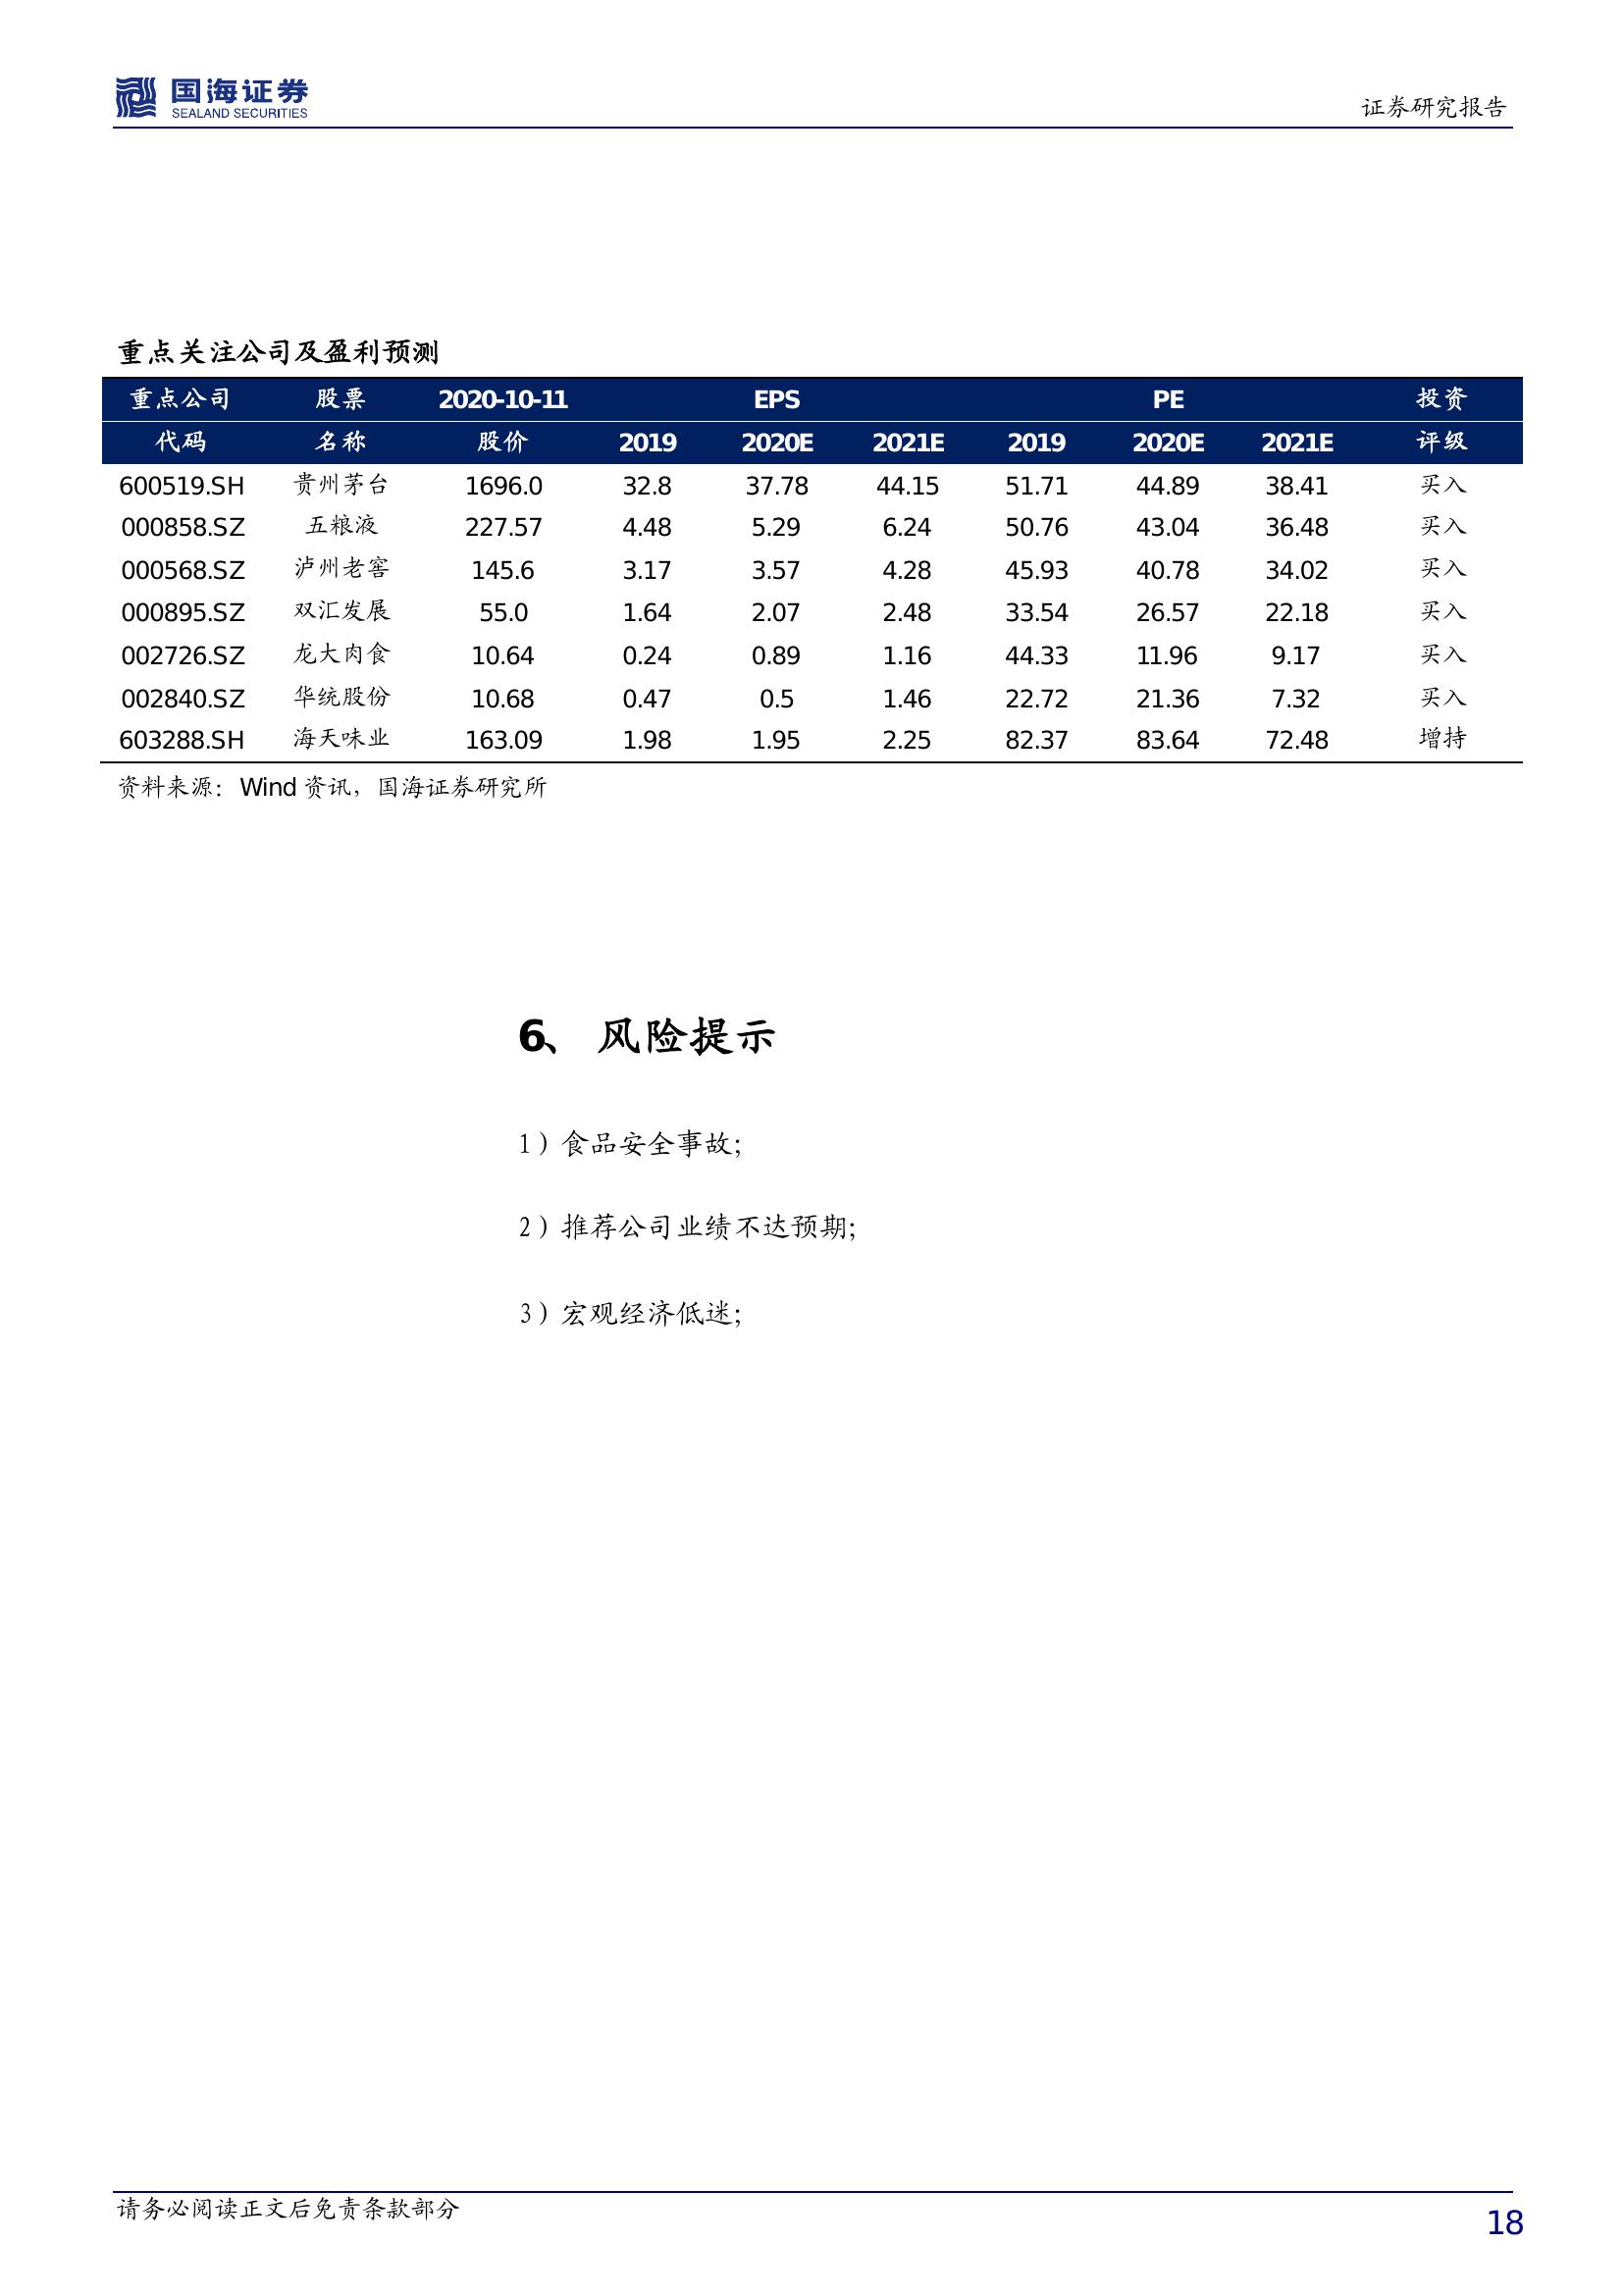 国海证券
SEALAND SECURITIES
证券研究报告
重点关注公司及盈利预测
重点公司 股票 2020-10-11 EPS PE 投资
代码 名称 股价 2019 2020E 2021E 2019 2020E 2021E 评级
600519.SH 贵州茅台 1696.0 32.8 37.78 44.15 51.71 44.89 38.41 买入
000858.SZ 五粮液 227.57 4.48 5.29 6.24 50.76 43.04 36.48 买入
000568.SZ 泸州老窖 145.6 3.17 3.57 4.28 45.93 40.78 34.02 买入
000895.SZ 双汇发展 55.0 1.64 2.07 2.48 33.54 26.57 22.18 买入
002726.SZ 龙大肉食 10.64 0.24 0.89 1.16 44.33 11.96 9.17 买入
002840.SZ 华统股份 10.68 0.47 0.5 1.46 22.72 21.36 7.32 买入
603288.SH 海天味业 163.09 1.98 1.95 2.25 82.37 83.64 72.48 增持
资料来源：Wind 资讯，国海证券研究所
6、 风险提示
1）食品安全事故；
2）推荐公司业绩不达预期；
3）宏观经济低迷；
请务必阅读正文后免责条款部分
18